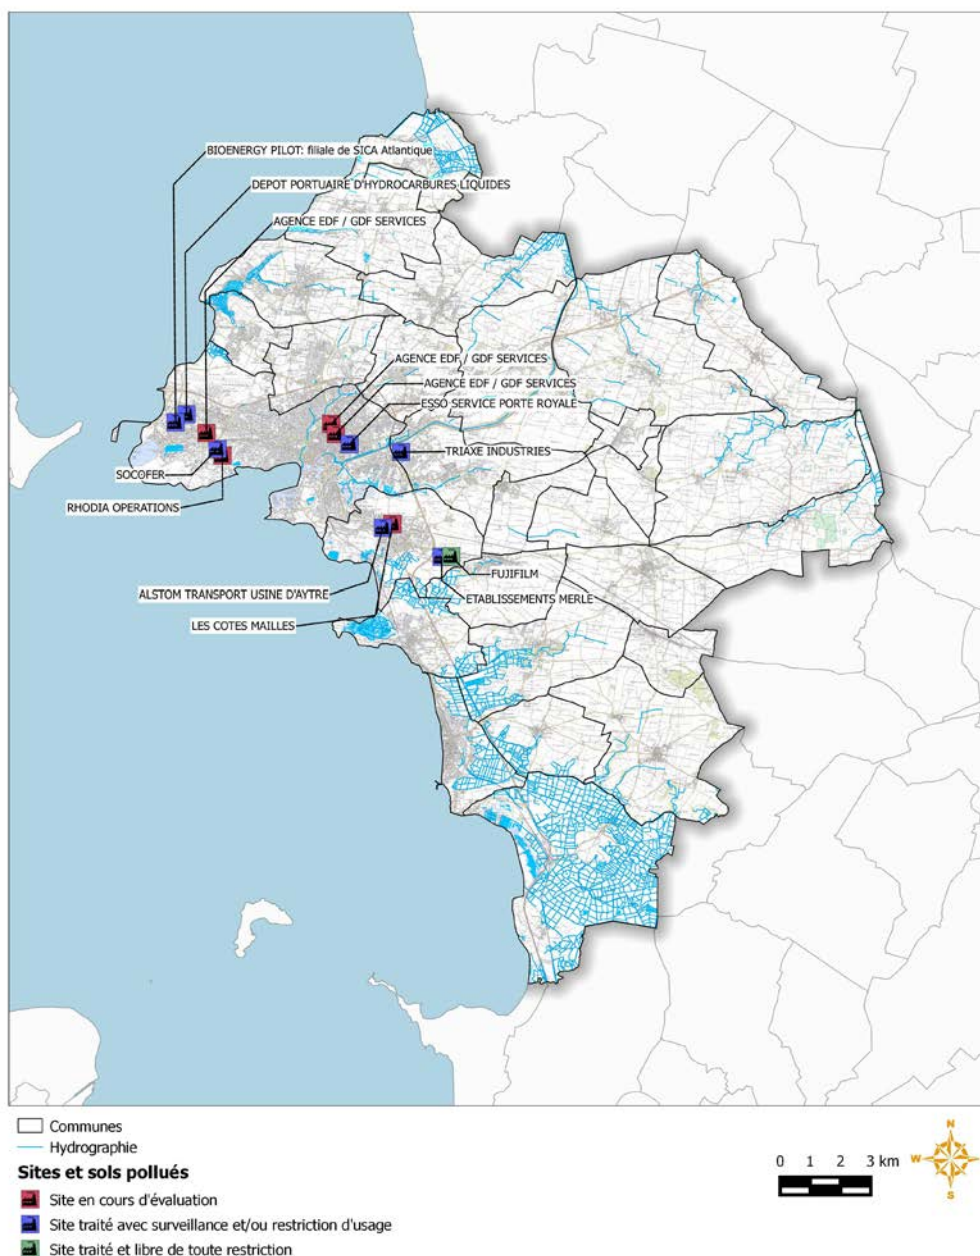 BIOENERGY PILOT: filiale de SICA Atlantique
DEPOT PORTUAIRE D'HYDROCARBURES LIQUIDES
AGENCE EDF / GDF SERVICES
AGENCE EDF / GDF SERVICES
AGENCE EDF / GDF SERVICES
ESSO SERVICE PORTE ROYALE
TRIAXE INDUSTRIES
SOCOFER
RHODIA OPERATIONS
FUJIFILM
ALSTOM TRANSPORT USINE D'AYTRE
ETABLISSEMENTS MERLE
LES COTES MAILLES
Communes
Hydrographie
Sites et sols pollués
Site en cours d'évaluation
Site traité avec surveillance et/ou restriction d'usage
Site traité et libre de toute restriction
0 1 2 3 km
N
W E
S